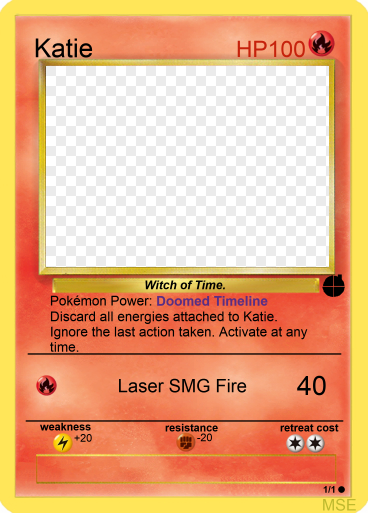 Katie HP100
Witch of Time.
Pokémon Power: Doomed Timeline
Discard all energies attached to Katie.
Ignore the last action taken. Activate at any
time.
Laser SMG Fire 40
weakness resistance retreat cost
+20 -20
1/1
MSE